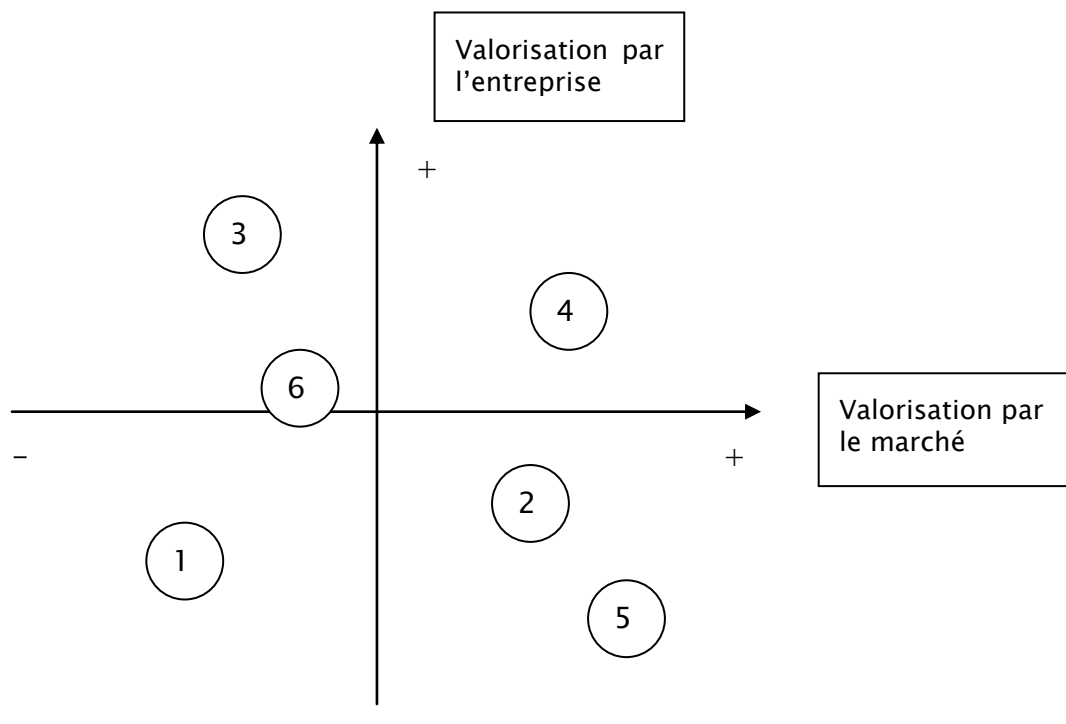 Valorisation par
l’entreprise
+
3
4
6
Valorisation par
le marché
–
+
2
1
5